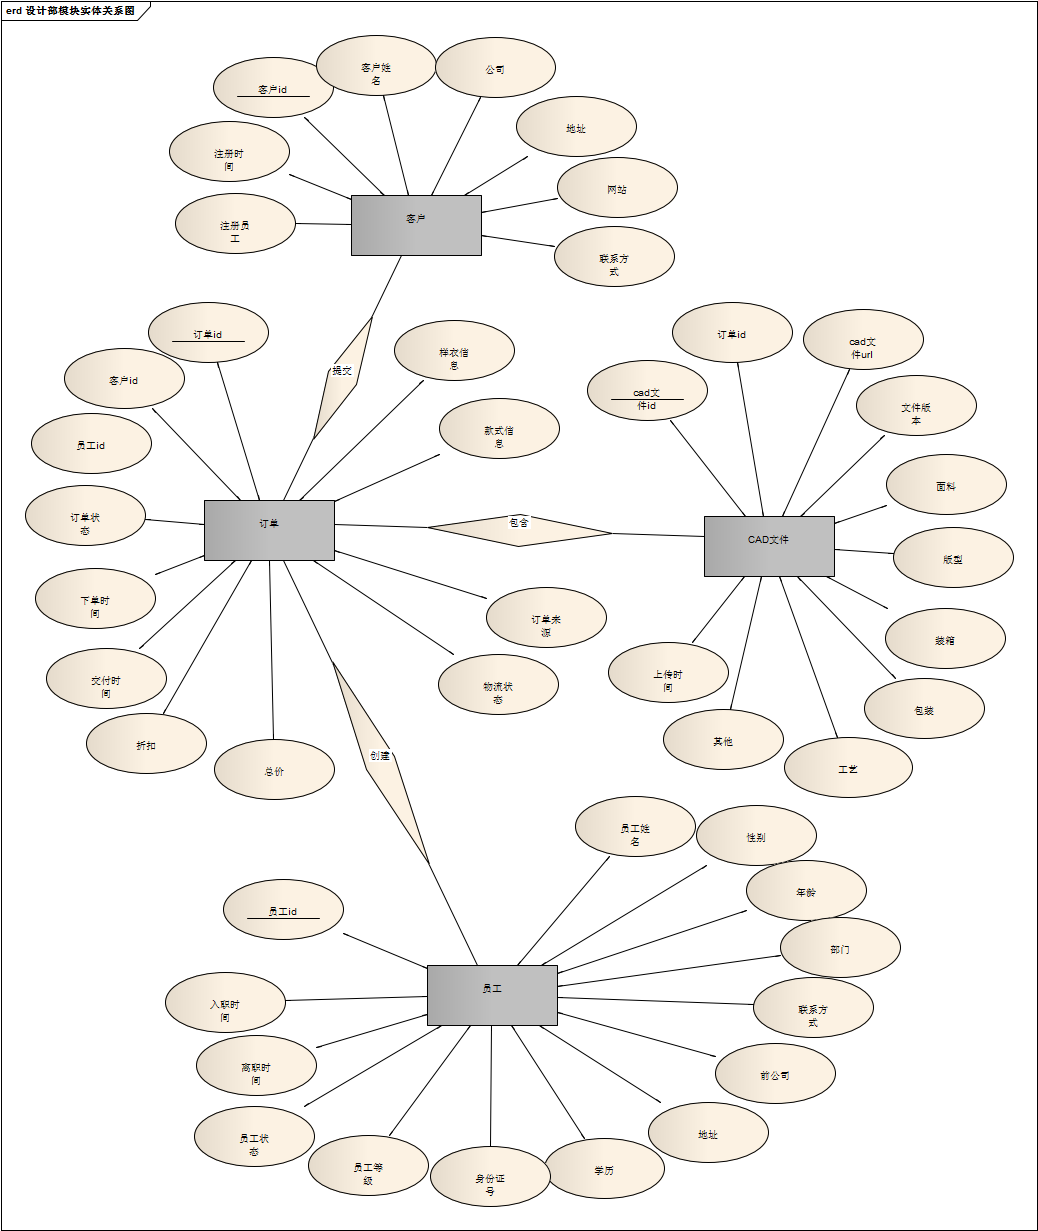 erd 设计部模块实体关系图
客户姓
名
公司
客户id
地址
注册时
间
网站
客户
注册员
工
联系方
式
订单id
订单id
cad文
件url
样衣信
息
提交
客户id
cad文
件id
文件版
本
款式信
息
员工id
面料
订单状
态
订单
包含
CAD文件
版型
下单时
间
订单来
源
装箱
交付时
间
物流状
态
上传时
间
包装
折扣
其他
创建
总价
工艺
员工姓
名
性别
年龄
员工id
部门
员工
入职时
间
联系方
式
离职时
间
前公司
员工状
态
地址
员工等
级
身份证
号
学历